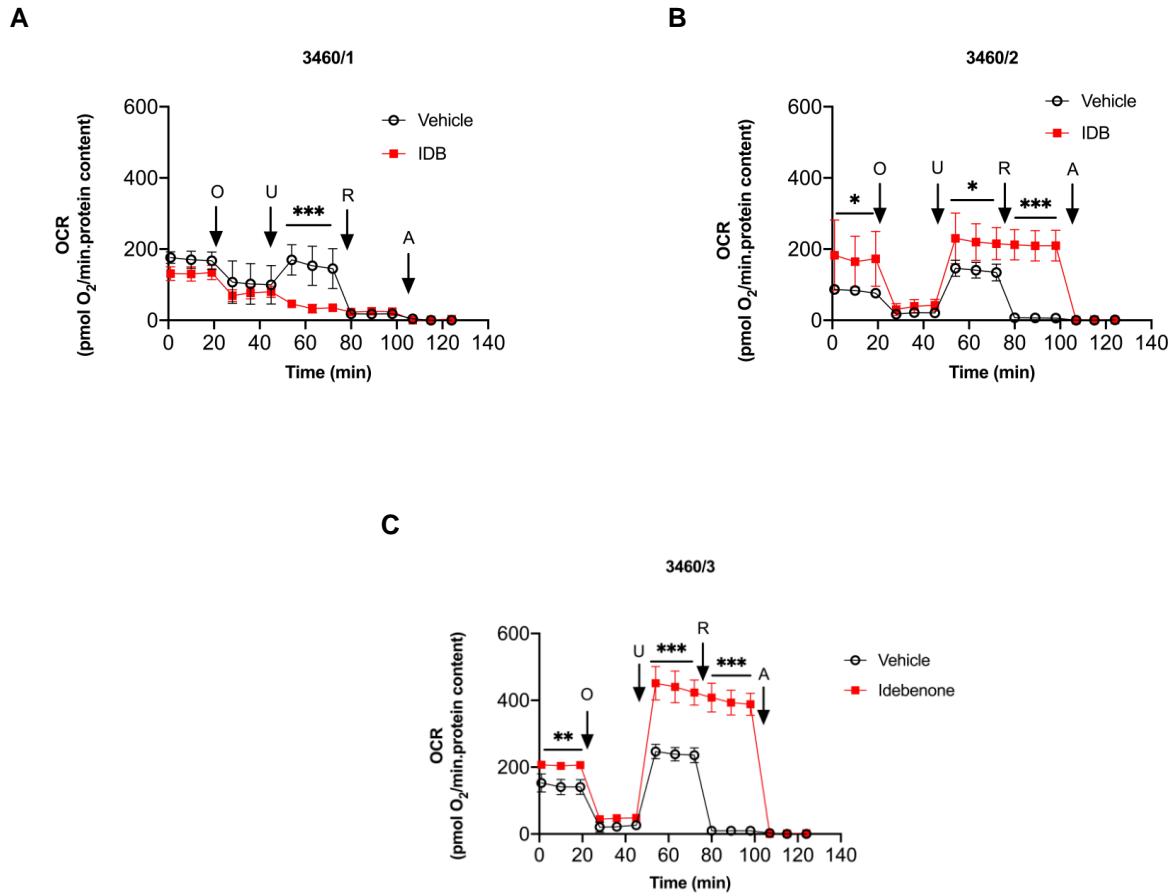 A
3460/1
OCR
(pmol O2/min.protein content)
600
400
200
0
Vehicle
IDB
O
U
R
A
***
0 20 40 60 80 100 120 140
Time (min)
B
3460/2
OCR
(pmol O2/min.protein content)
600
400
200
0
Vehicle
IDB
O
U
R
A
*
*
***
0 20 40 60 80 100 120 140
Time (min)
C
3460/3
OCR
(pmol O2/min.protein content)
600
400
200
0
Vehicle
Idebenone
O
U
R
A
**
***
***
0 20 40 60 80 100 120 140
Time (min)